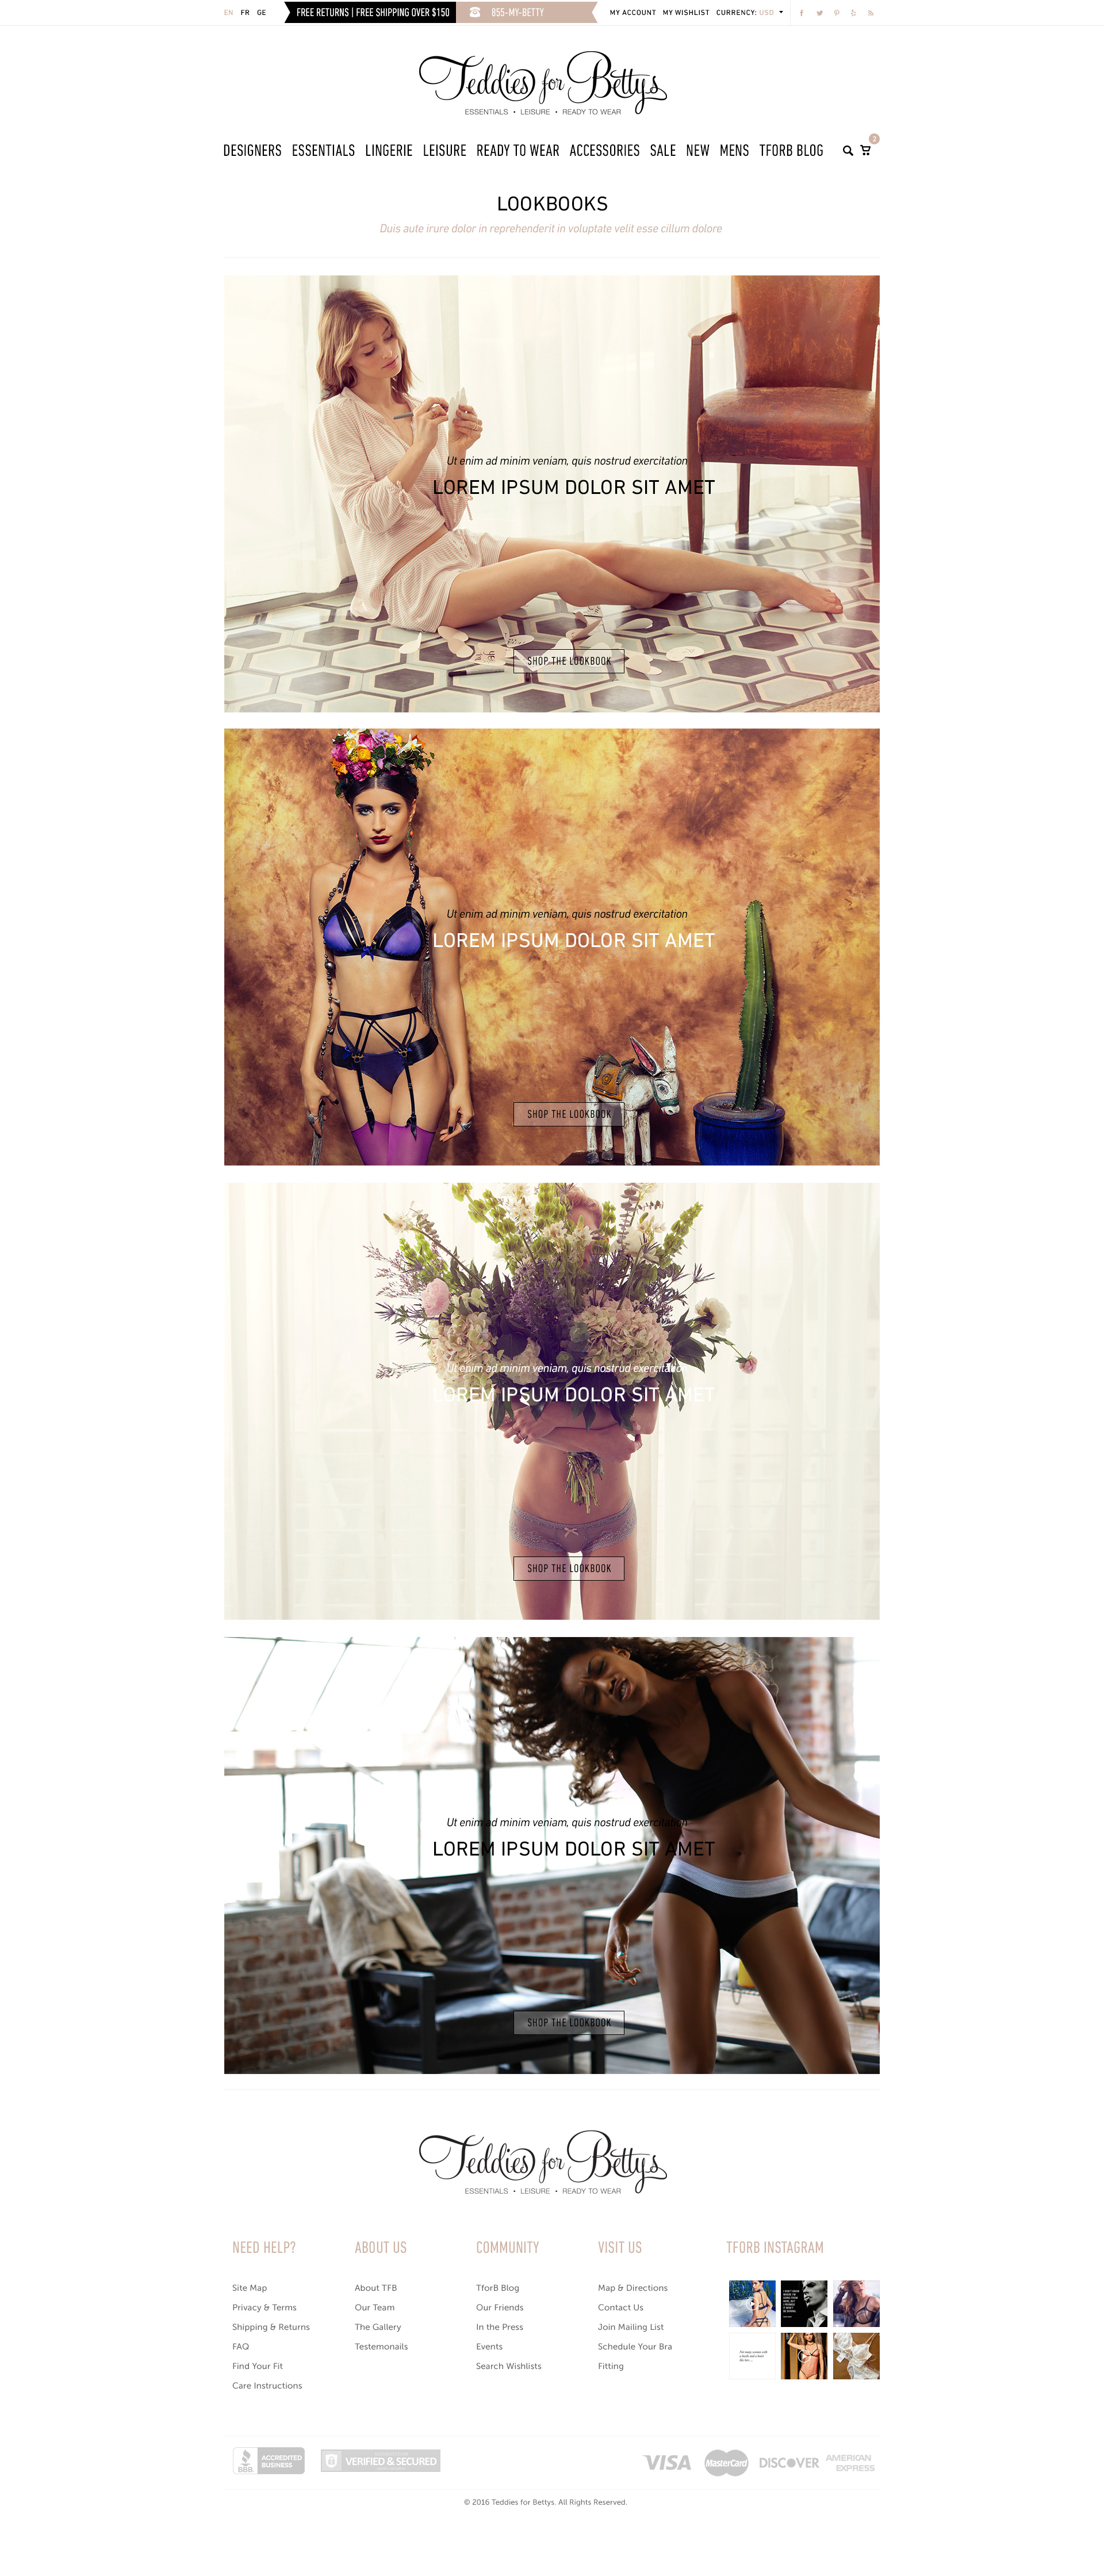 EN FR GE
FREE RETURNS | FREE SHIPPING OVER $150
855-MY-BETTY
MY ACCOUNT MY WISHLIST CURRENCY: USD
Teddies for Bettys
ESSENTIALS • LEISURE • READY TO WEAR
DESIGNERS ESSENTIALS LINGERIE LEISURE READY TO WEAR ACCESSORIES SALE NEW MENS TFORB BLOG
2
LOOKBOOKS
Duis aute irure dolor in reprehenderit in voluptate velit esse cillum dolore
Ut enim ad minim veniam, quis nostrud exercitation
LOREM IPSUM DOLOR SIT AMET
SHOP THE LOOKBOOK
Ut enim ad minim veniam, quis nostrud exercitation
LOREM IPSUM DOLOR SIT AMET
SHOP THE LOOKBOOK
Ut enim ad minim veniam, quis nostrud exercitation
LOREM IPSUM DOLOR SIT AMET
SHOP THE LOOKBOOK
Ut enim ad minim veniam, quis nostrud exercitation
LOREM IPSUM DOLOR SIT AMET
SHOP THE LOOKBOOK
Teddies for Bettys
ESSENTIALS • LEISURE • READY TO WEAR
NEED HELP?
Site Map
Privacy & Terms
Shipping & Returns
FAQ
Find Your Fit
Care Instructions
ABOUT US
About TFB
Our Team
The Gallery
Testemonails
COMMUNITY
TforB Blog
Our Friends
In the Press
Events
Search Wishlists
VISIT US
Map & Directions
Contact Us
Join Mailing List
Schedule Your Bra
Fitting
TFORB INSTAGRAM
BBB
ACCREDITED
BUSINESS
VERIFIED & SECURED
VISA
MasterCard
DISCOVER
AMERICAN
EXPRESS
© 2016 Teddies for Bettys. All Rights Reserved.